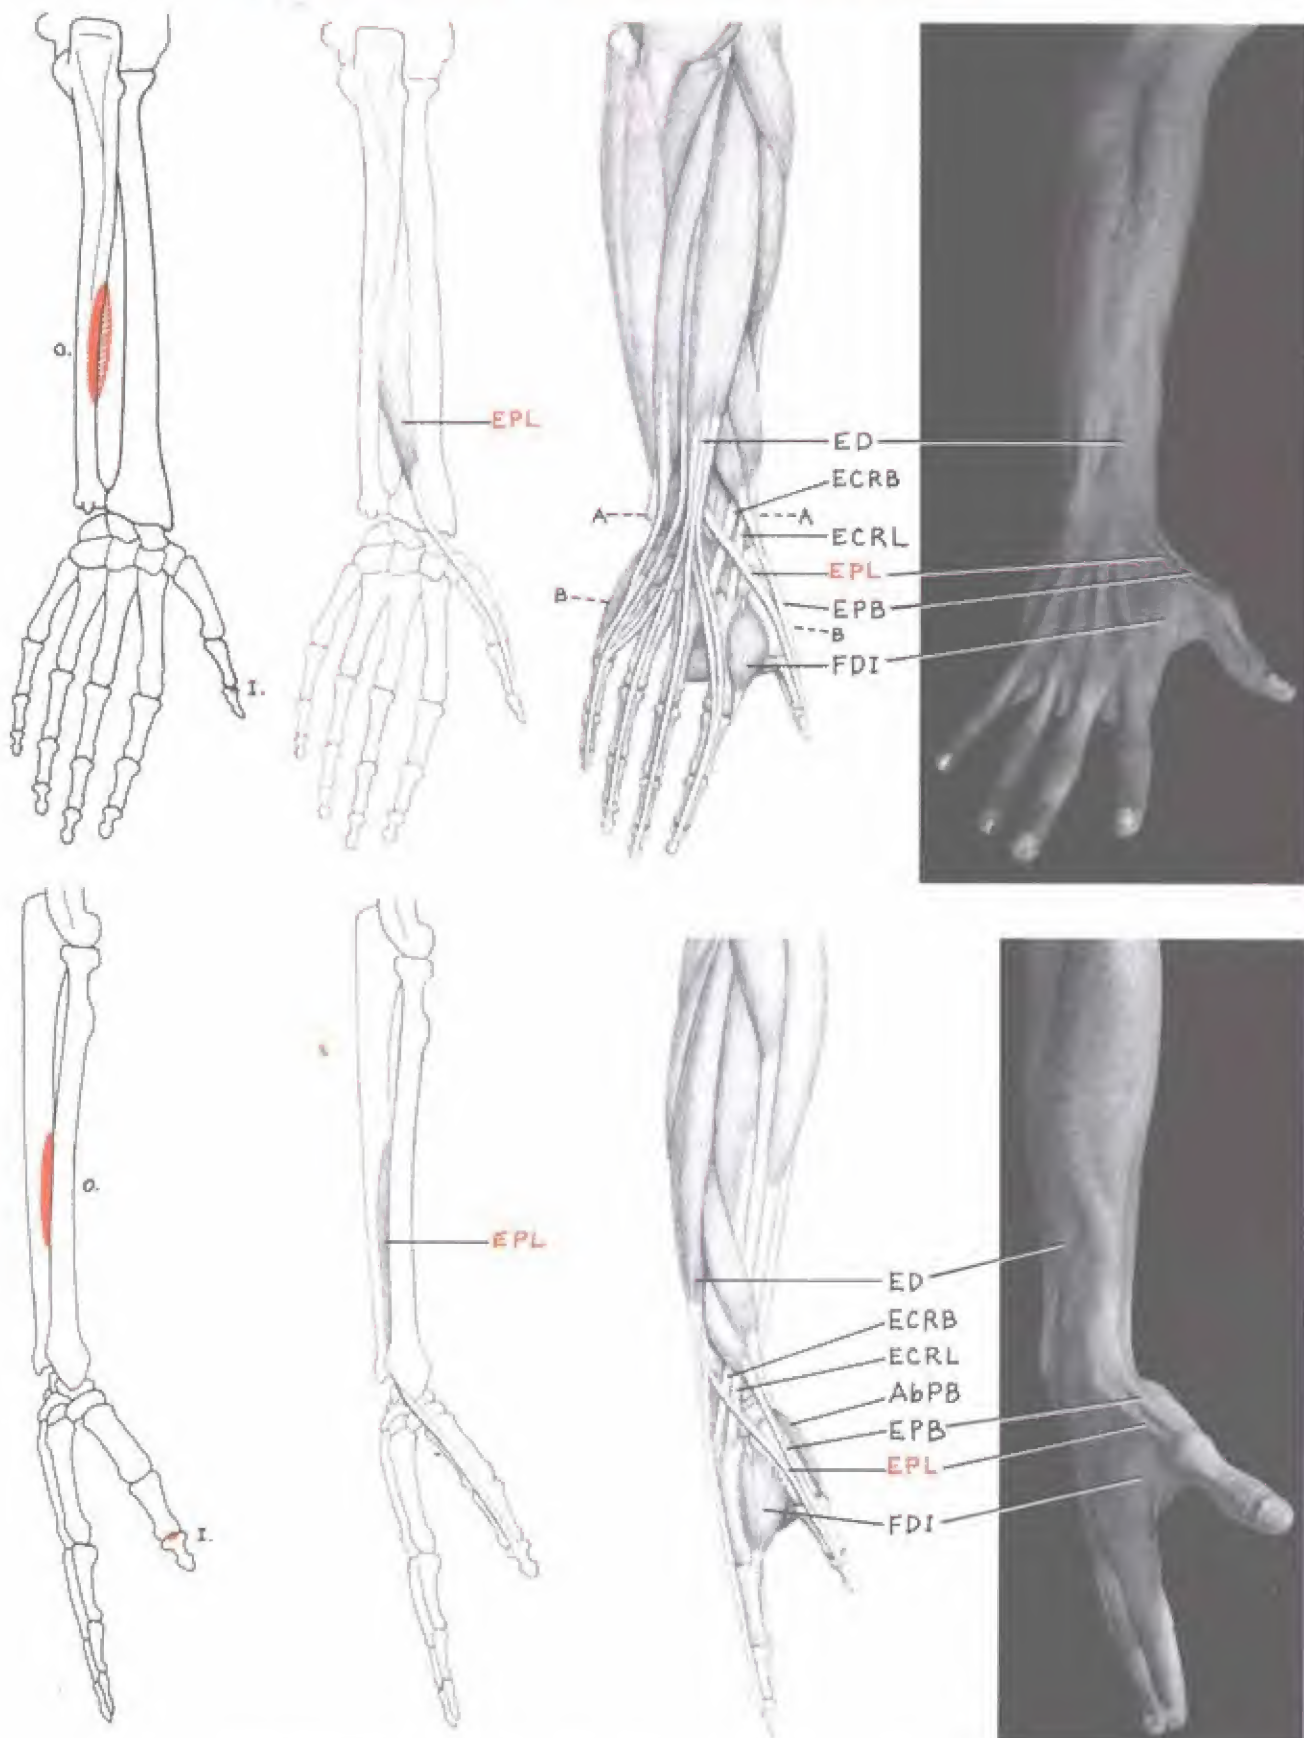 O.
I.
EPL
ED
ECRB
A A
ECRL
EPL
B
EPB
B
FDI
O.
I.
EPL
ED
ECRB
ECRL
AbPB
EPB
EPL
FDI